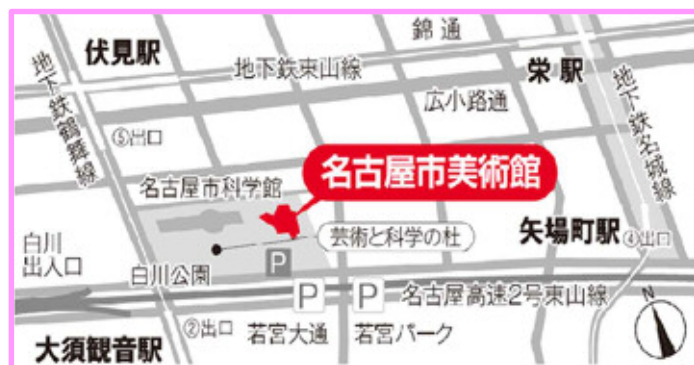 錦通
伏見駅
地下鉄東山線
栄駅
広小路通
地下鉄鶴舞線
地下鉄名城線
⑤出口
名古屋市科学館
名古屋市美術館
芸術と科学の杜
矢場町駅
④出口
白川
出入口
白川公園
P
P
P
名古屋高速2号東山線
②出口
若宮大通
若宮パーク
大須観音駅
N